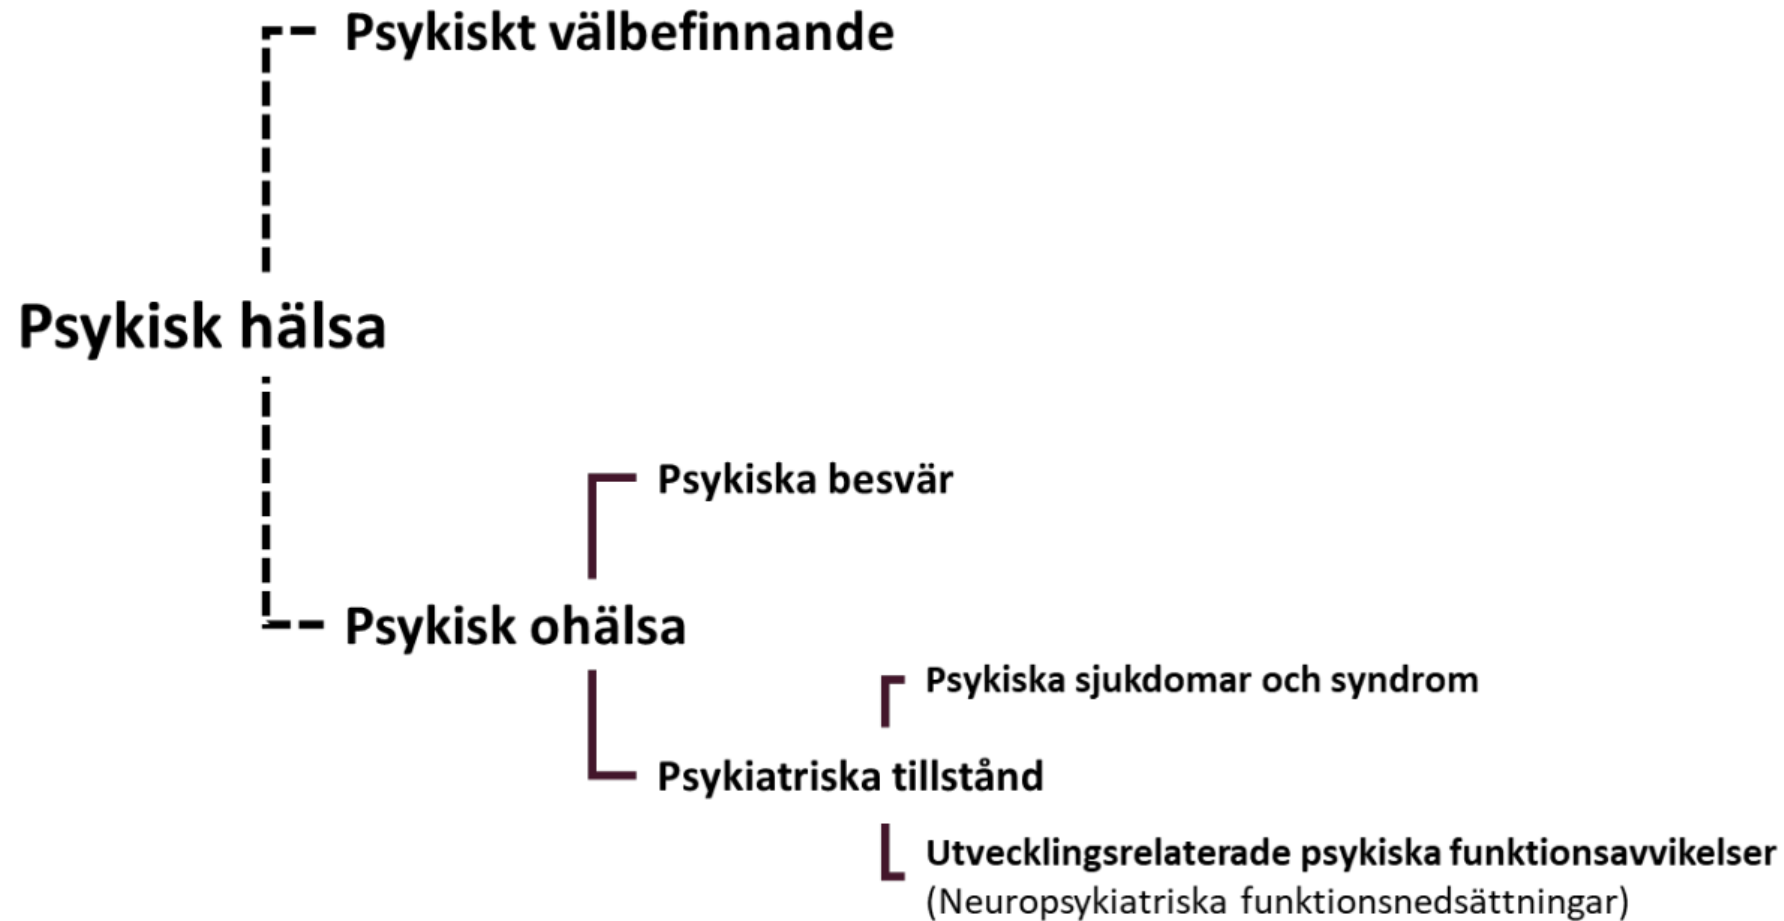 Psykiskt välbefinnande
Psykisk hälsa
Psykiska besvär
Psykisk ohälsa
Psykiska sjukdomar och syndrom
Psykiatriska tillstånd
Utvecklingsrelaterade psykiska funktionsavvikelser
(Neuropsykiatriska funktionsnedsättningar)